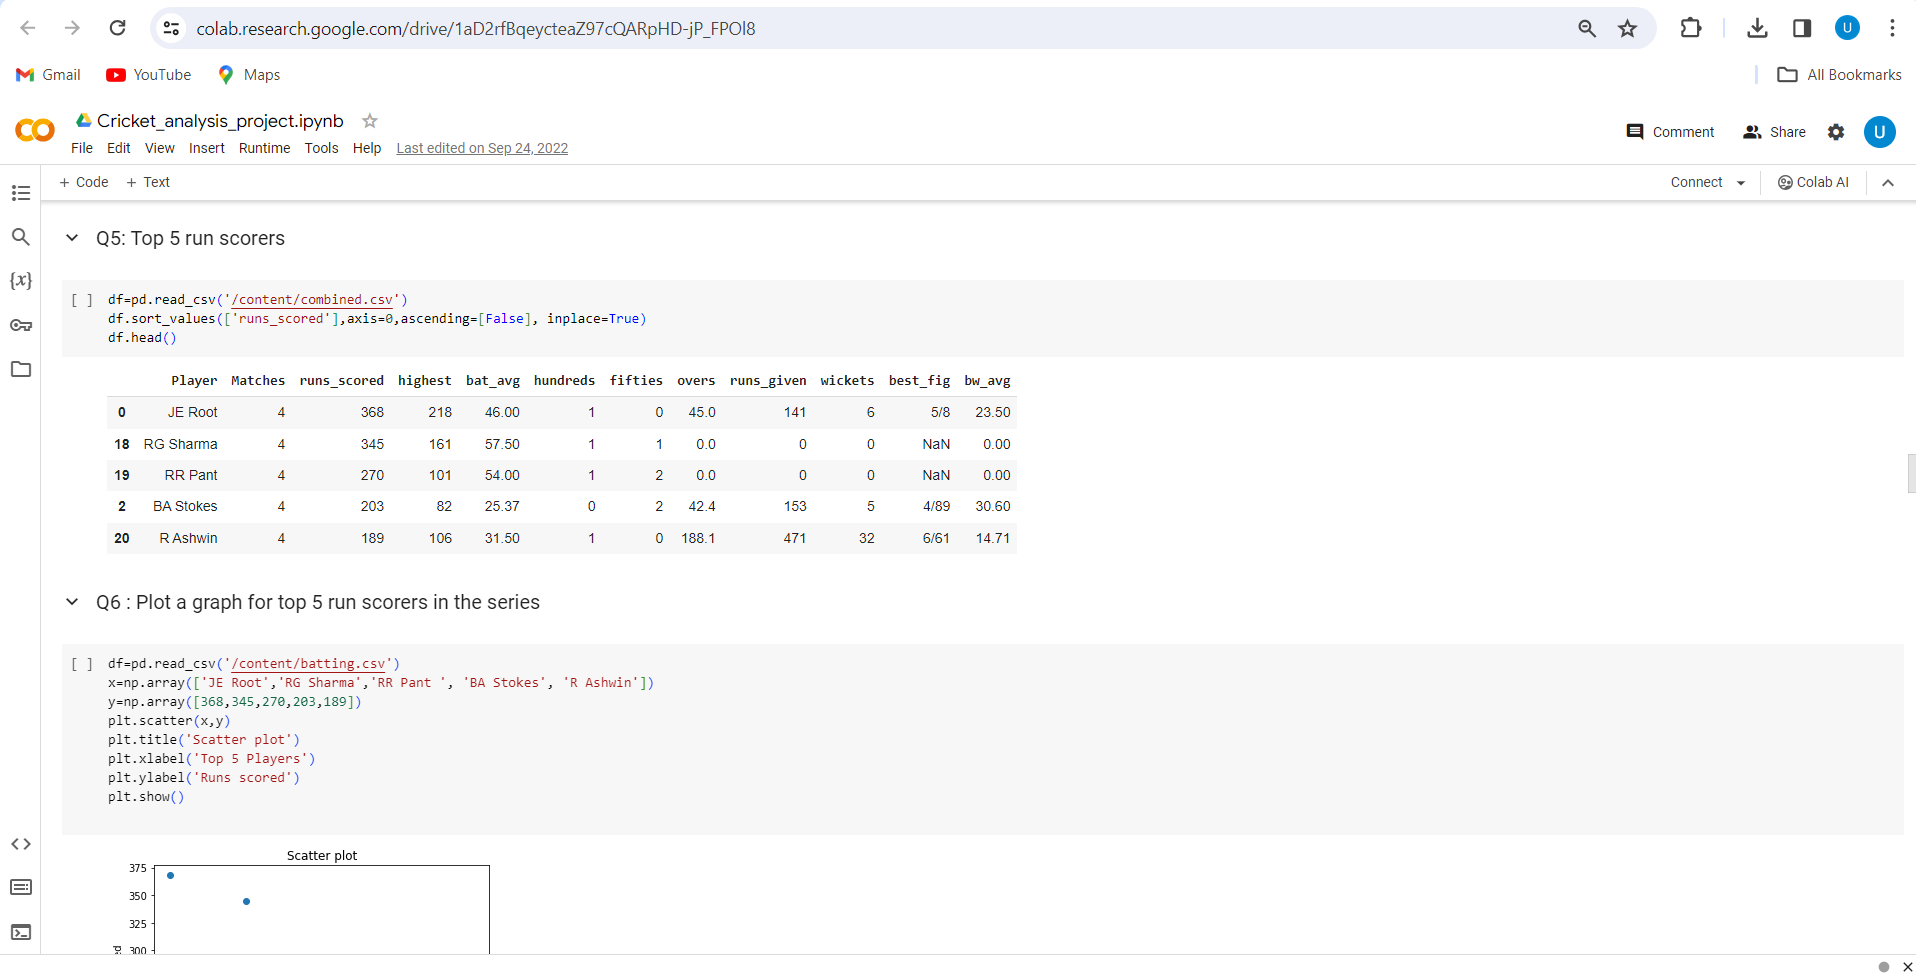 colab.research.google.com/drive/1aD2rfBqeycteaZ97cQARpHD-jP_FPOl8
U
Gmail YouTube Maps All Bookmarks
Cricket_analysis_project.ipynb
File Edit View Insert Runtime Tools Help Last edited on Sep 24, 2022
Comment Share U
+ Code + Text Connect Colab AI
Q5: Top 5 run scorers
[ ] df=pd.read_csv('/content/combined.csv')
df.sort_values(['runs_scored'],axis=0,ascending=[False], inplace=True)
df.head()
Player Matches runs_scored highest bat_avg hundreds fifties overs runs_given wickets best_fig bw_avg
0 JE Root 4 368 218 46.00 1 0 45.0 141 6 5/8 23.50
18 RG Sharma 4 345 161 57.50 1 1 0.0 0 0 NaN 0.00
19 RR Pant 4 270 101 54.00 1 2 0.0 0 0 NaN 0.00
2 BA Stokes 4 203 82 25.37 0 2 42.4 153 5 4/89 30.60
20 R Ashwin 4 189 106 31.50 1 0 188.1 471 32 6/61 14.71
Q6 : Plot a graph for top 5 run scorers in the series
[ ] df=pd.read_csv('/content/batting.csv')
x=np.array(['JE Root','RG Sharma','RR Pant ', 'BA Stokes', 'R Ashwin'])
y=np.array([368,345,270,203,189])
plt.scatter(x,y)
plt.title('Scatter plot')
plt.xlabel('Top 5 Players')
plt.ylabel('Runs scored')
plt.show()
Scatter plot
375
350
325
300